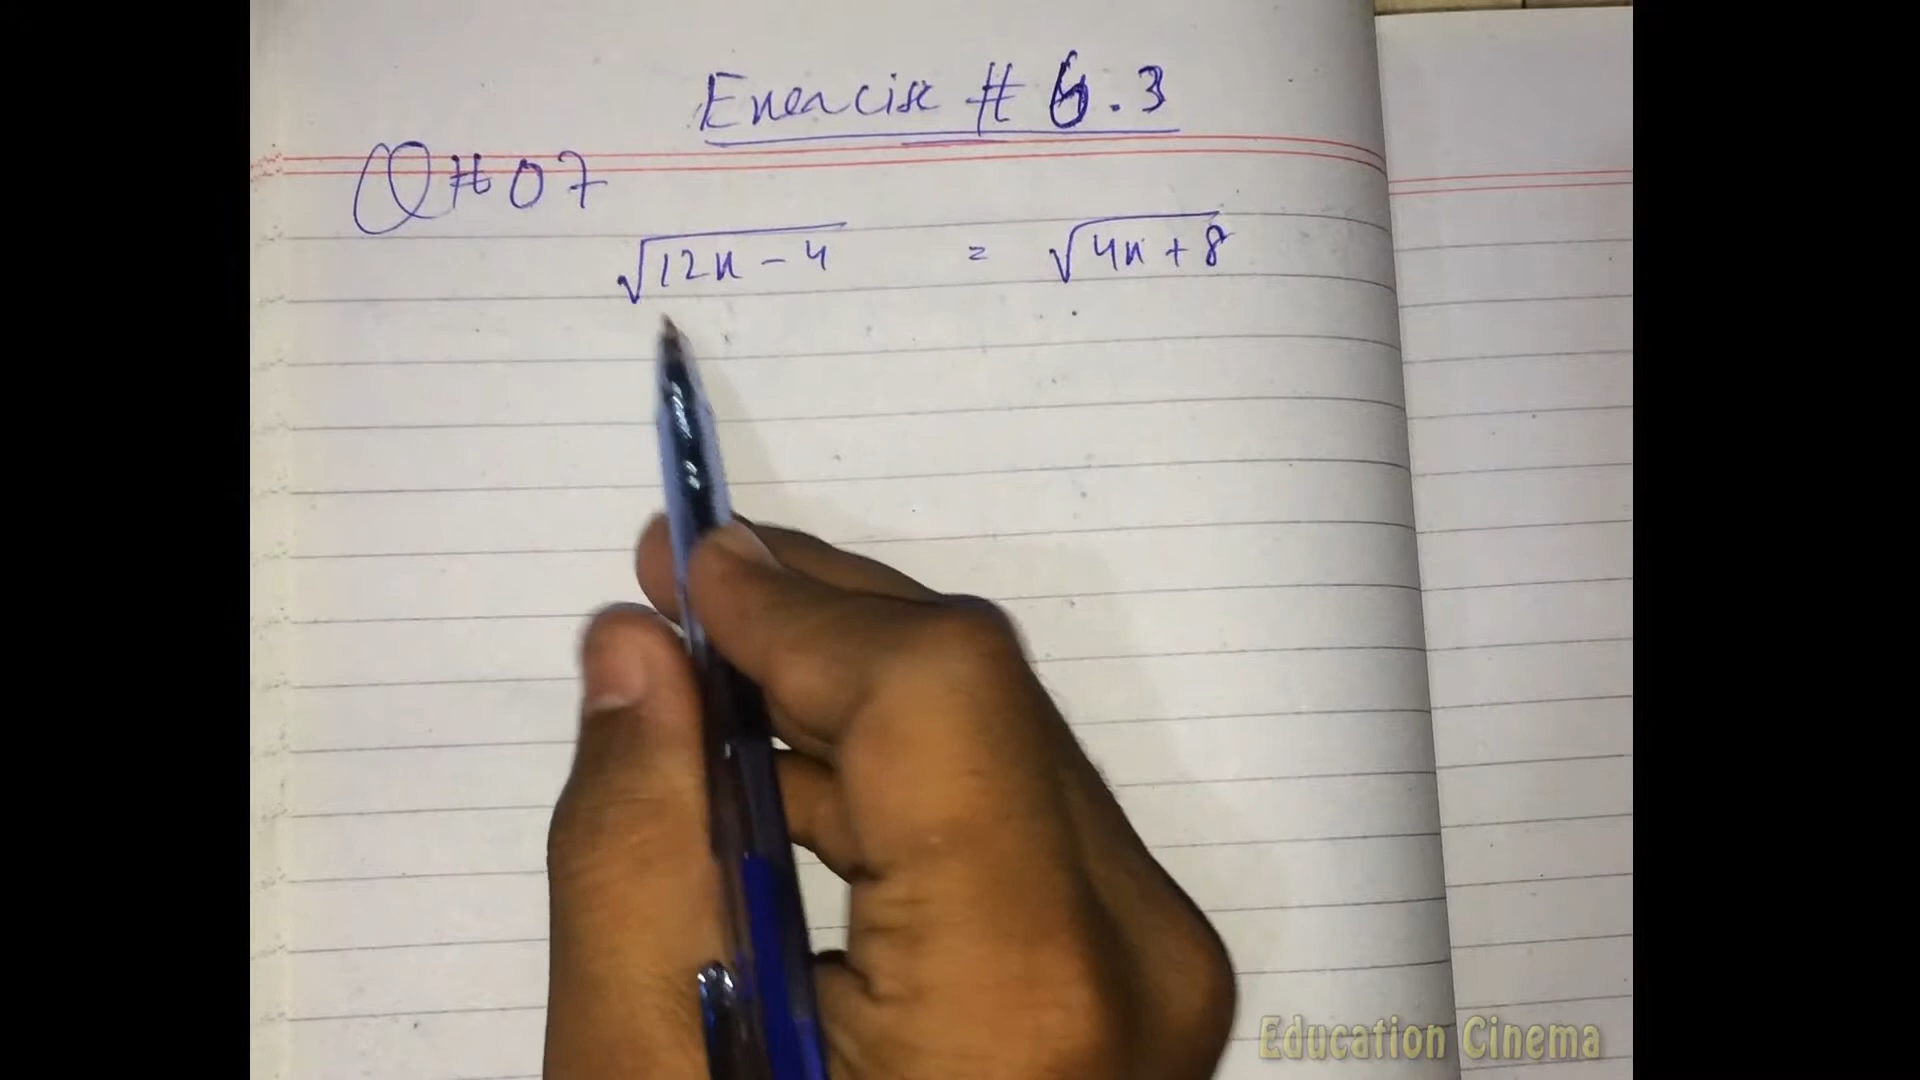 Exercise # 6.3
Q # 07
√12x - 4 = √4x + 8
Education Cinema